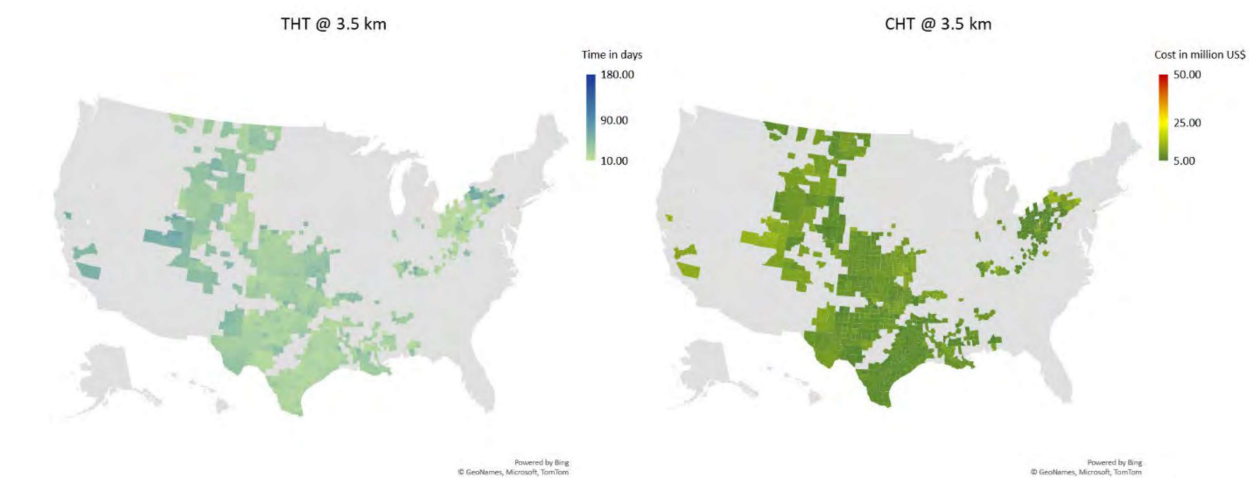 THT @ 3.5 km
Time in days
180.00
90.00
10.00
Powered by Bing
© GeoNames, Microsoft, TomTom
CHT @ 3.5 km
Cost in million US$
50.00
25.00
5.00
Powered by Bing
© GeoNames, Microsoft, TomTom